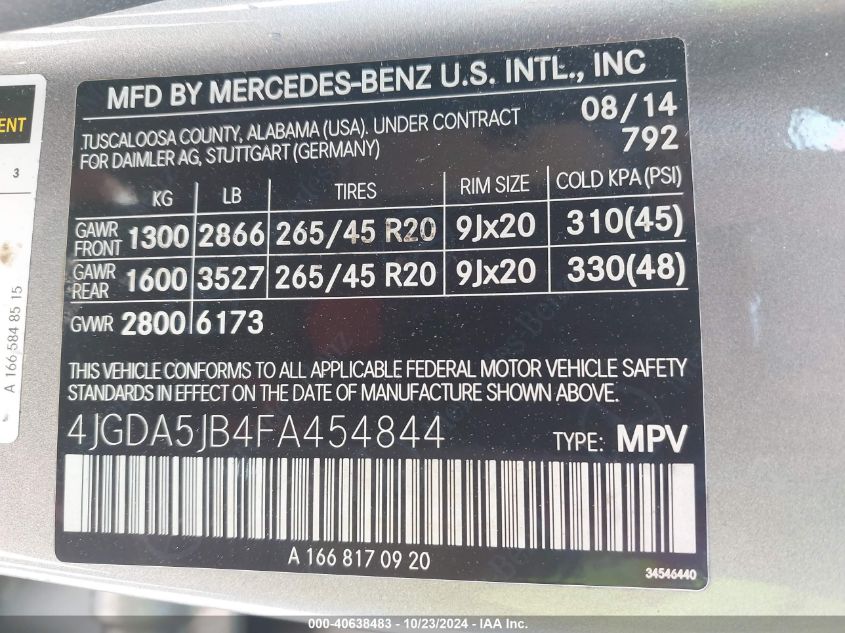 MFD BY MERCEDES-BENZ U.S. INTL., INC
TUSCALOOSA COUNTY, ALABAMA (USA). UNDER CONTRACT 08/14
FOR DAIMLER AG, STUTTGART (GERMANY) 792
KG LB TIRES RIM SIZE COLD KPA (PSI)
GAWR FRONT 1300 2866 265/45 R20 9Jx20 310(45)
GAWR REAR 1600 3527 265/45 R20 9Jx20 330(48)
GVWR 2800 6173
THIS VEHICLE CONFORMS TO ALL APPLICABLE FEDERAL MOTOR VEHICLE SAFETY
STANDARDS IN EFFECT ON THE DATE OF MANUFACTURE SHOWN ABOVE.
4JGDA5JB4FA454844 TYPE: MPV
A 166 817 09 20
34546440
3
A 166 584 85 15
000-40638483 - 10/23/2024 - IAA Inc.